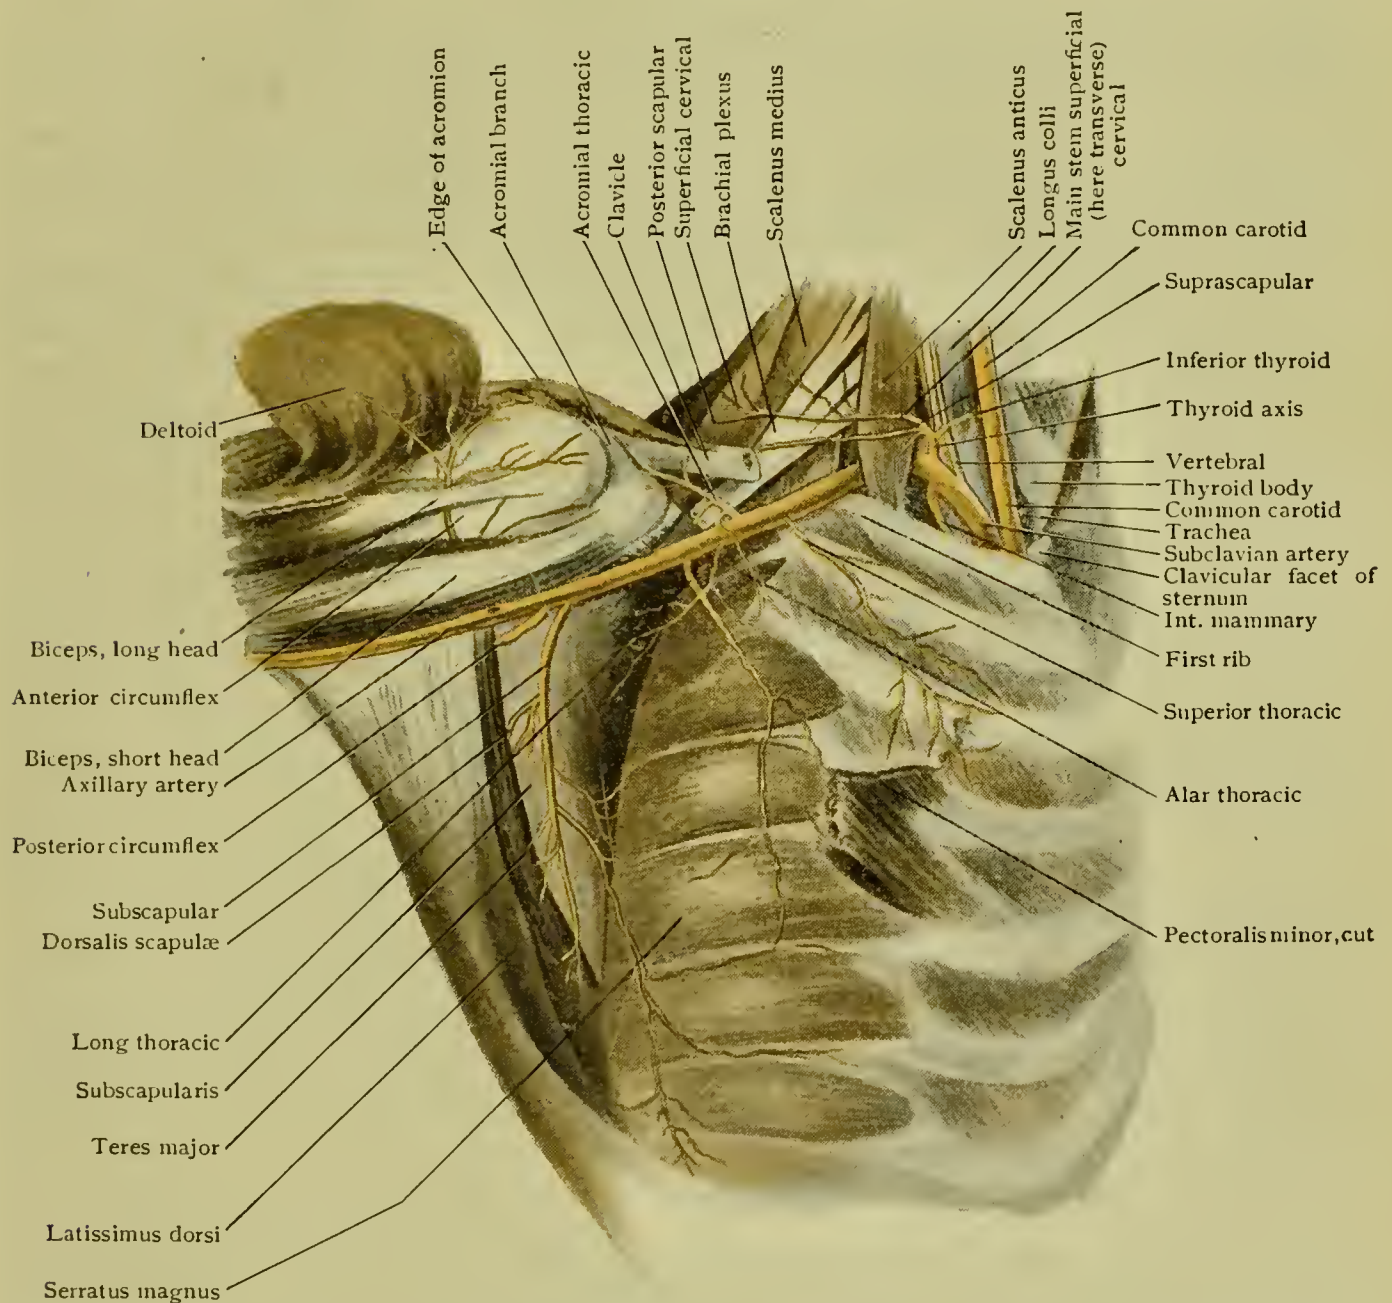 Edge of acromion
Acromial branch
Acromial thoracic
Clavicle
Posterior scapular
Superficial cervical
Brachial plexus
Scalenus medius
Scalenus anticus
Longus colli
Main stem superficial
(here transverse)
cervical
Common carotid
Suprascapular
Inferior thyroid
Thyroid axis
Vertebral
Thyroid body
Common carotid
Trachea
Subclavian artery
Clavicular facet of
sternum
Int. mammary
First rib
Superior thoracic
Alar thoracic
Pectoralis minor, cut
Deltoid
Biceps, long head
Anterior circumflex
Biceps, short head
Axillary artery
Posterior circumflex
Subscapular
Dorsalis scapulæ
Long thoracic
Subscapularis
Teres major
Latissimus dorsi
Serratus magnus